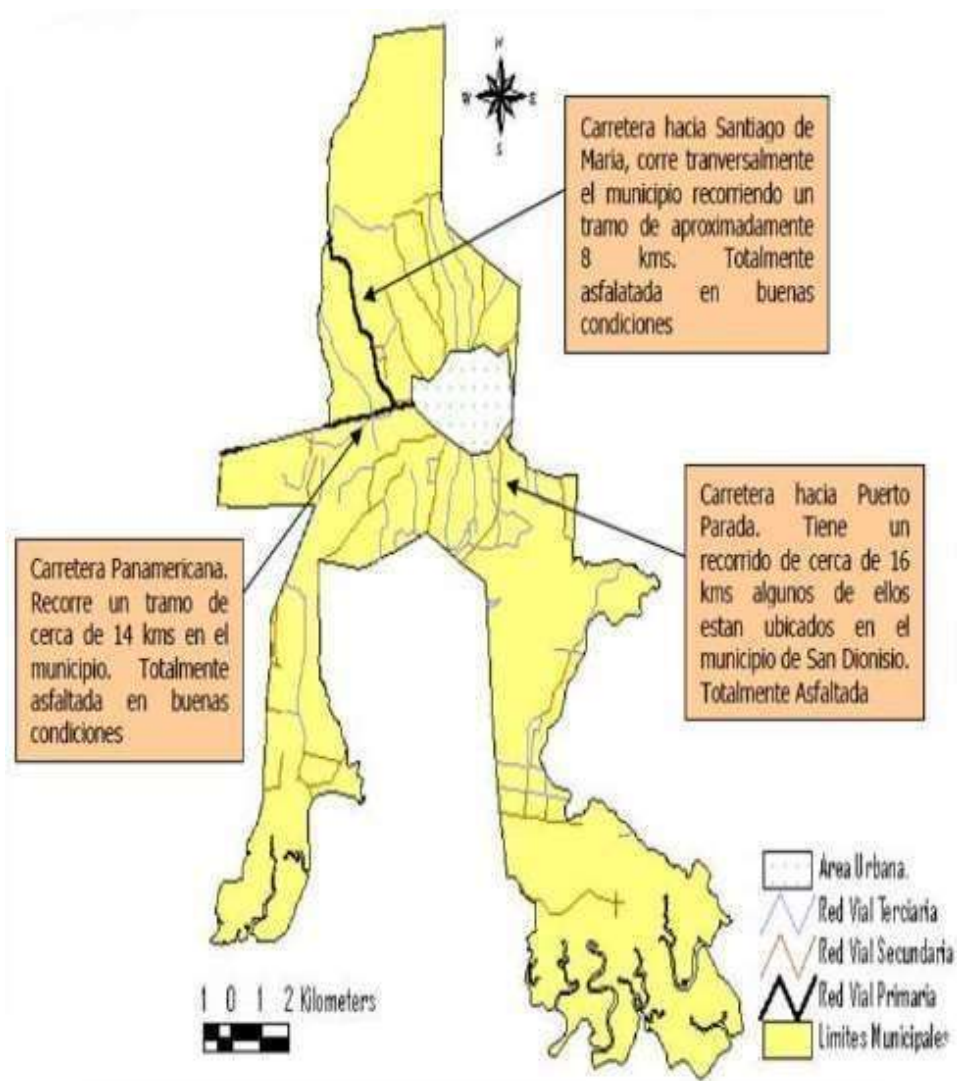 N
W E
S
Carretera hacia Santiago de
Maria, corre tranversalmente
el municipio recorriendo un
tramo de aproximadamente
8 kms. Totalmente
asfalatada en buenas
condiciones
Carretera hacia Puerto
Parada. Tiene un
recorrido de cerca de 16
kms algunos de ellos
estan ubicados en el
municipio de San Dionisio.
Totalmente Asfaltada
Carretera Panamericana.
Recorre un tramo de
cerca de 14 kms en el
municipio. Totalmente
asfaltada en buenas
condiciones
Area Urbana.
Red Vial Terciaria
Red Vial Secundaria
Red Vial Primaria
Limites Municipales
1 0 1 2 Kilometers